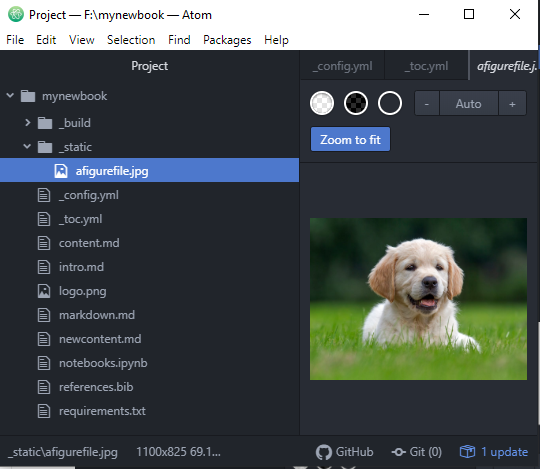 Project — F:\mynewbook — Atom
File Edit View Selection Find Packages Help
Project
_config.yml _toc.yml afigurefile.j...
mynewbook
- Auto +
_build
Zoom to fit
_static
afigurefile.jpg
_config.yml
_toc.yml
content.md
intro.md
logo.png
markdown.md
newcontent.md
notebooks.ipynb
references.bib
requirements.txt
_static\afigurefile.jpg 1100x825 69.1... GitHub Git (0) 1 update